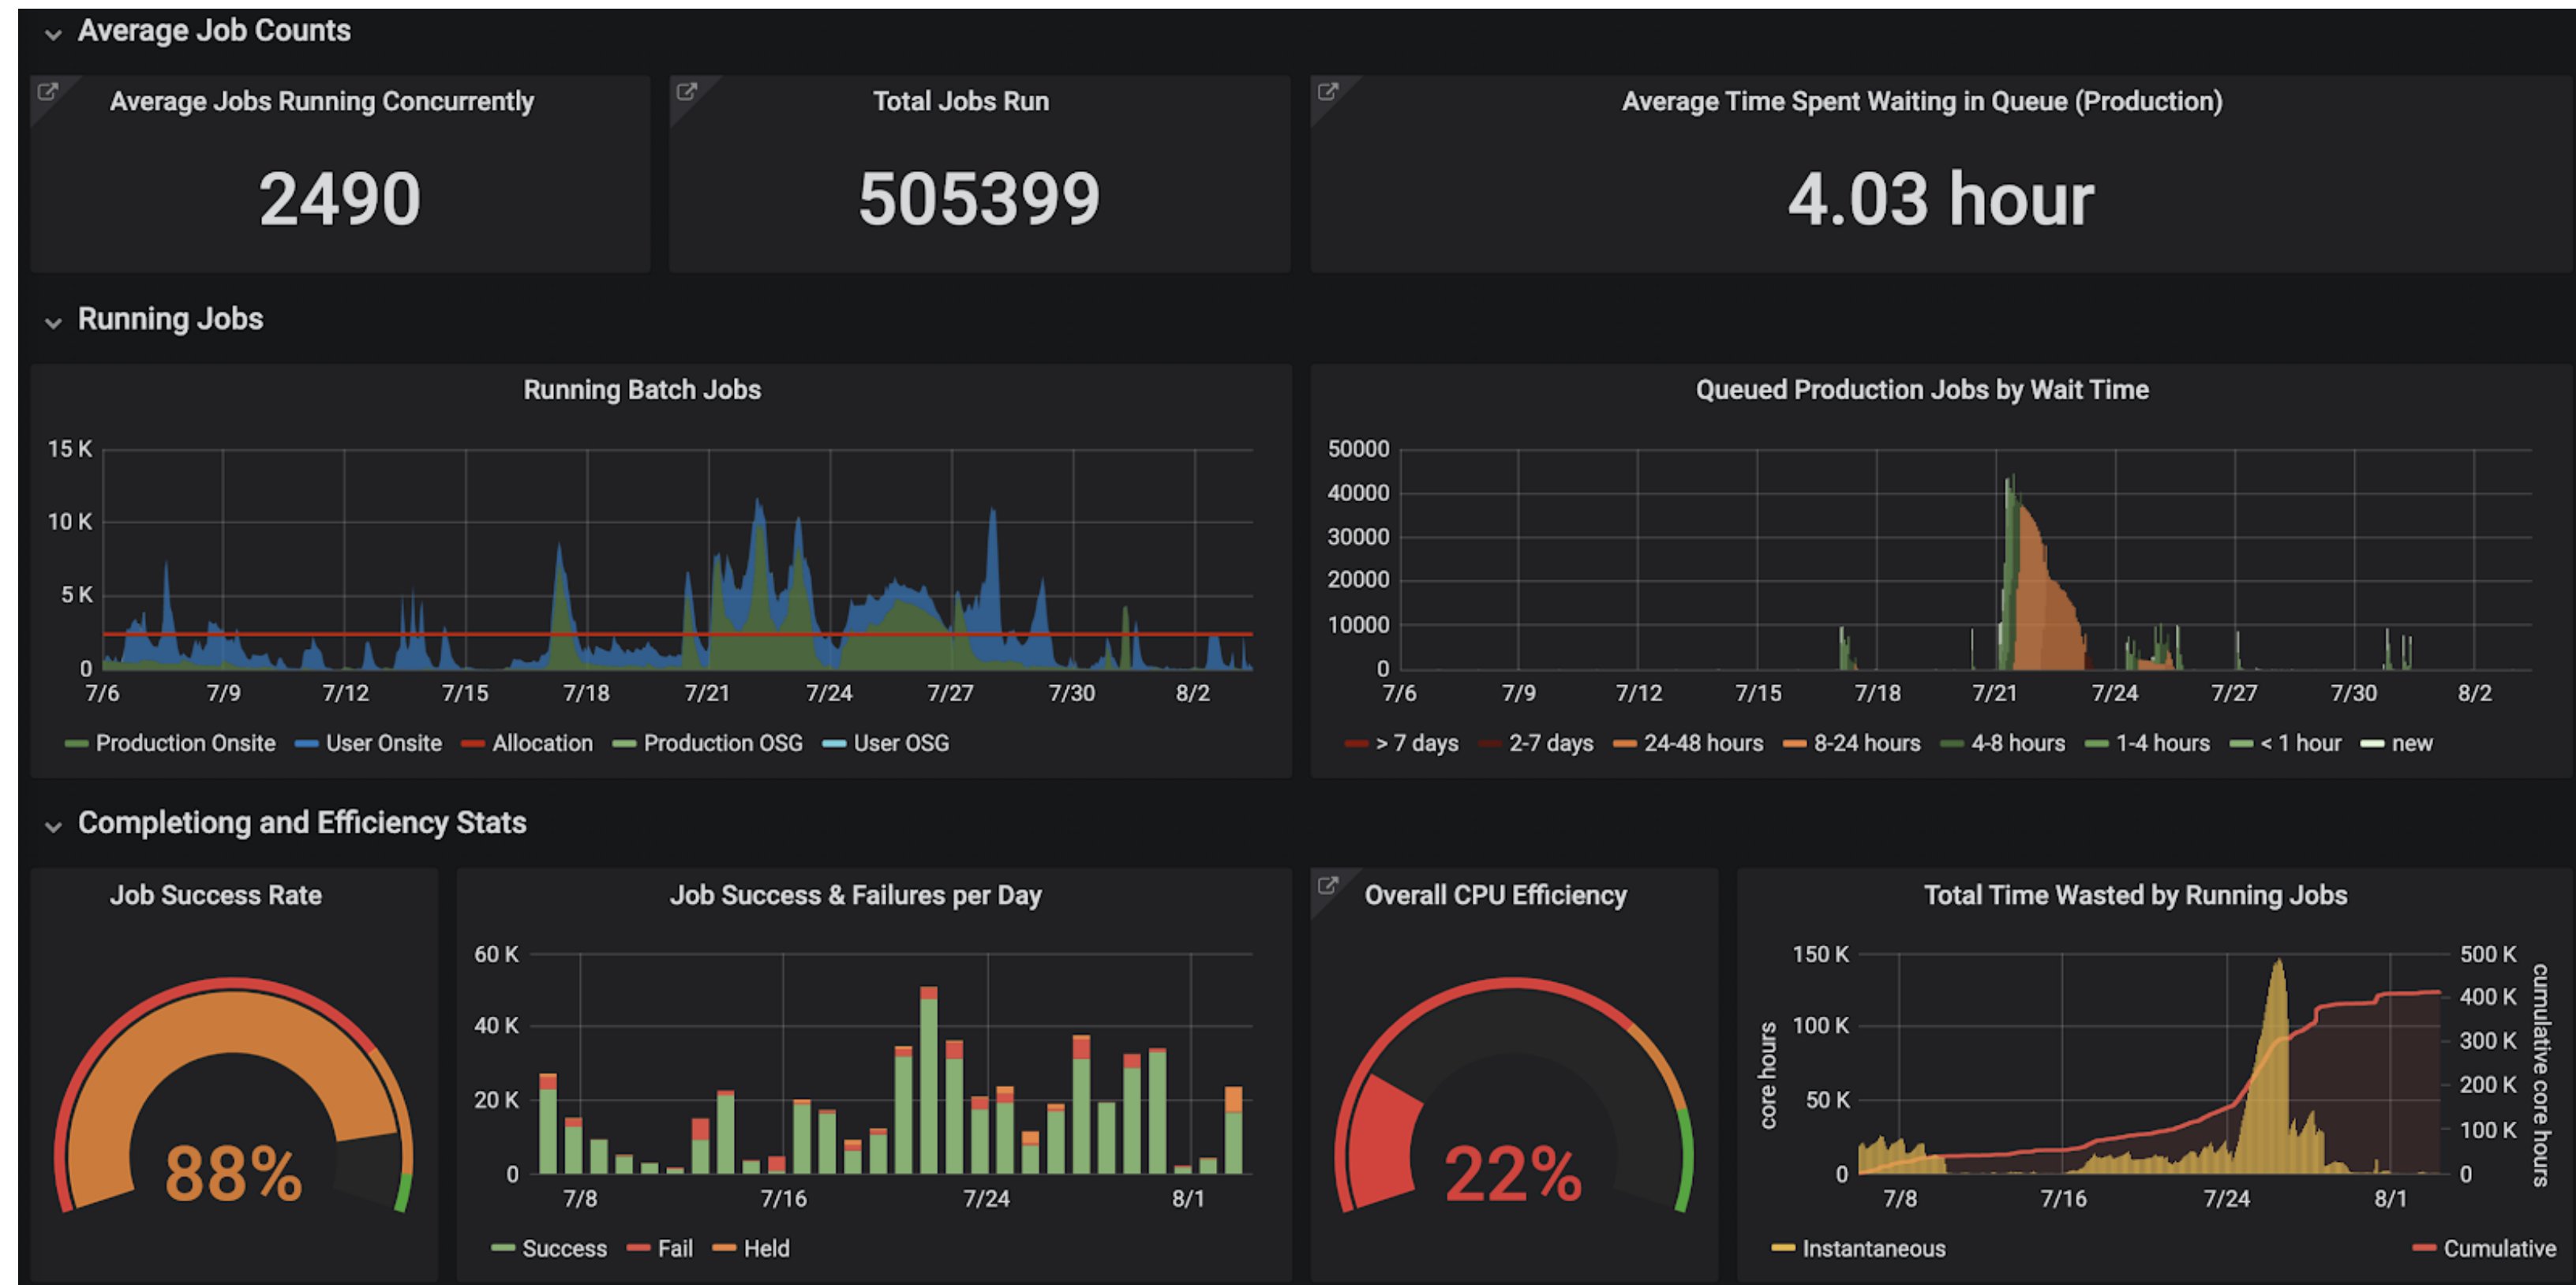 Average Job Counts
Average Jobs Running Concurrently
2490
Total Jobs Run
505399
Average Time Spent Waiting in Queue (Production)
4.03 hour
Running Jobs
Running Batch Jobs
15 K
10 K
5 K
0
7/6 7/9 7/12 7/15 7/18 7/21 7/24 7/27 7/30 8/2
Production Onsite User Onsite Allocation Production OSG User OSG
Queued Production Jobs by Wait Time
50000
40000
30000
20000
10000
0
7/6 7/9 7/12 7/15 7/18 7/21 7/24 7/27 7/30 8/2
> 7 days 2-7 days 24-48 hours 8-24 hours 4-8 hours 1-4 hours < 1 hour new
Completiong and Efficiency Stats
Job Success Rate
88%
Job Success & Failures per Day
60 K
40 K
20 K
0
7/8 7/16 7/24 8/1
Success Fail Held
Overall CPU Efficiency
22%
Total Time Wasted by Running Jobs
core hours
150 K
100 K
50 K
0
500 K
400 K
300 K
200 K
100 K
0
cumulative core hours
7/8 7/16 7/24 8/1
Instantaneous Cumulative